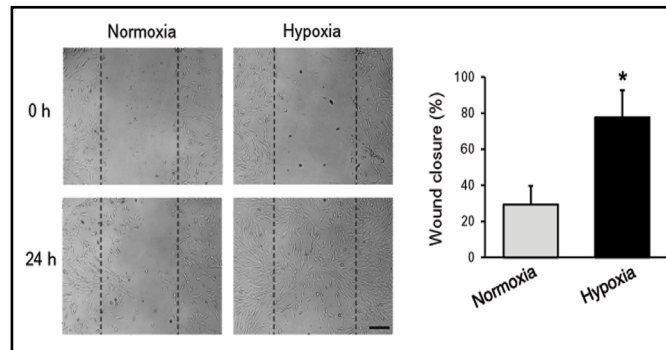 Normoxia Hypoxia
0 h
24 h
Wound closure (%)
100
80
60
40
20
0
*
Normoxia
Hypoxia